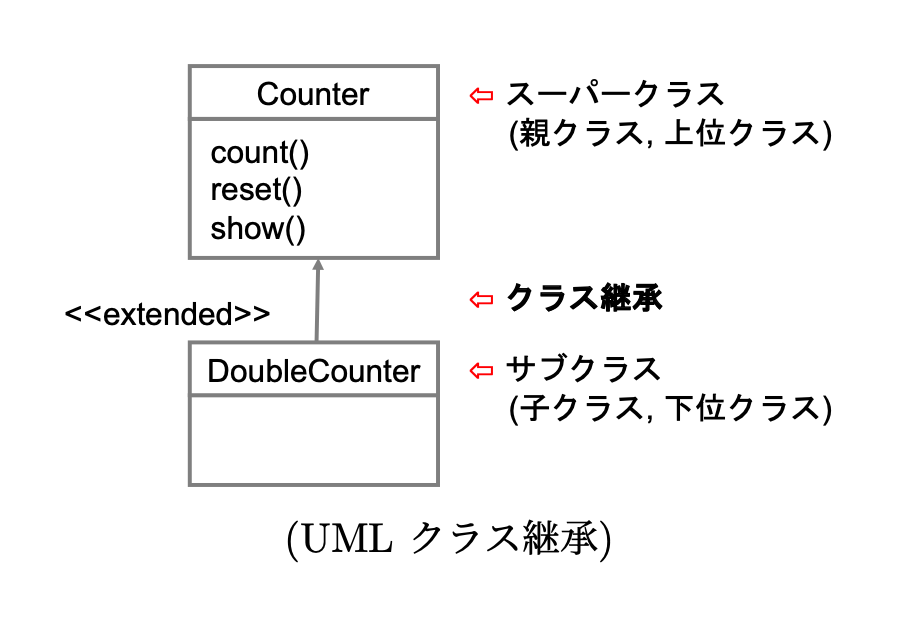 Counter
⇦ スーパークラス
(親クラス, 上位クラス)
count()
reset()
show()
<<extended>>
⇦ クラス継承
DoubleCounter
⇦ サブクラス
(子クラス, 下位クラス)
(UML クラス継承)